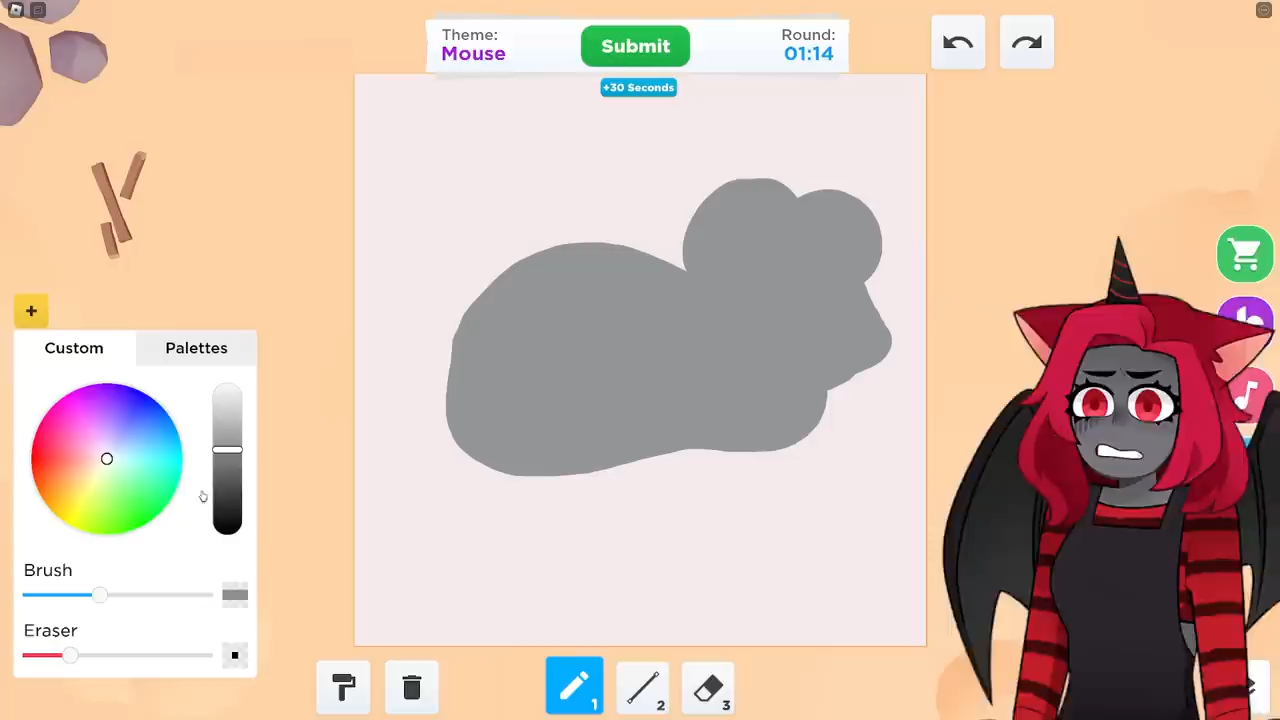 Theme:
Mouse
Submit
Round:
01:14
+30 Seconds
+
Custom
Palettes
Brush
Eraser
1
2
3